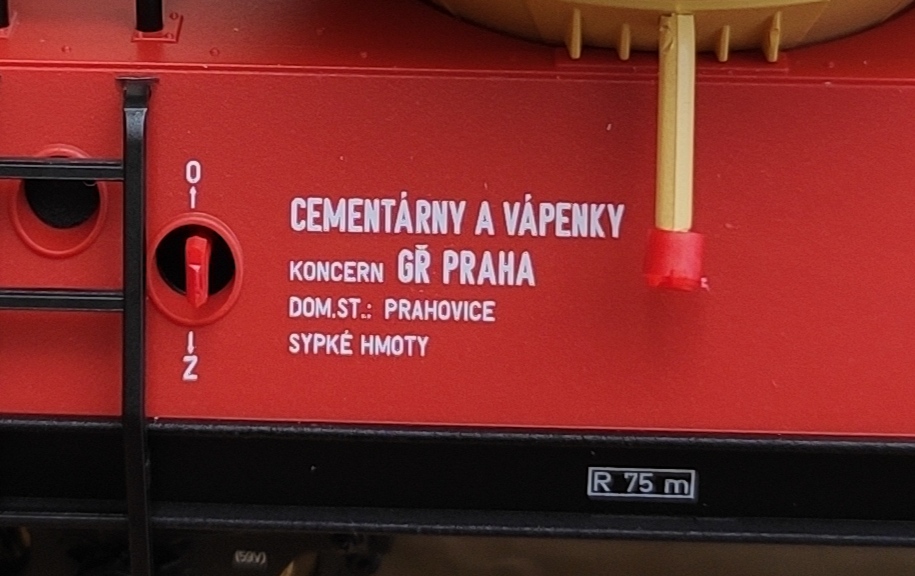 O
CEMENTÁRNY A VÁPENKY
KONCERN GŘ PRAHA
DOM.ST.: PRAHOVICE
SYPKÉ HMOTY
Z
R 75 m